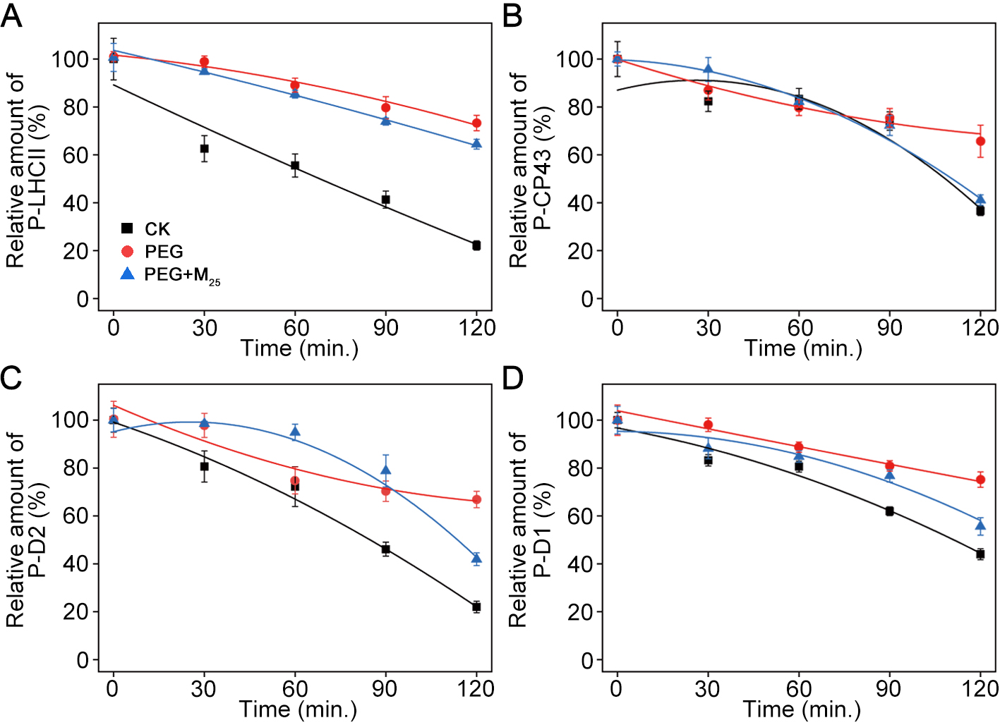 A
Relative amount of
P-LHCII (%)
100
80
60
40
20
0
CK
PEG
PEG+M25
0 30 60 90 120
Time (min.)
B
Relative amount of
P-CP43 (%)
100
80
60
40
20
0
0 30 60 90 120
Time (min.)
C
Relative amount of
P-D2 (%)
100
80
60
40
20
0
0 30 60 90 120
Time (min.)
D
Relative amount of
P-D1 (%)
100
80
60
40
20
0
0 30 60 90 120
Time (min.)